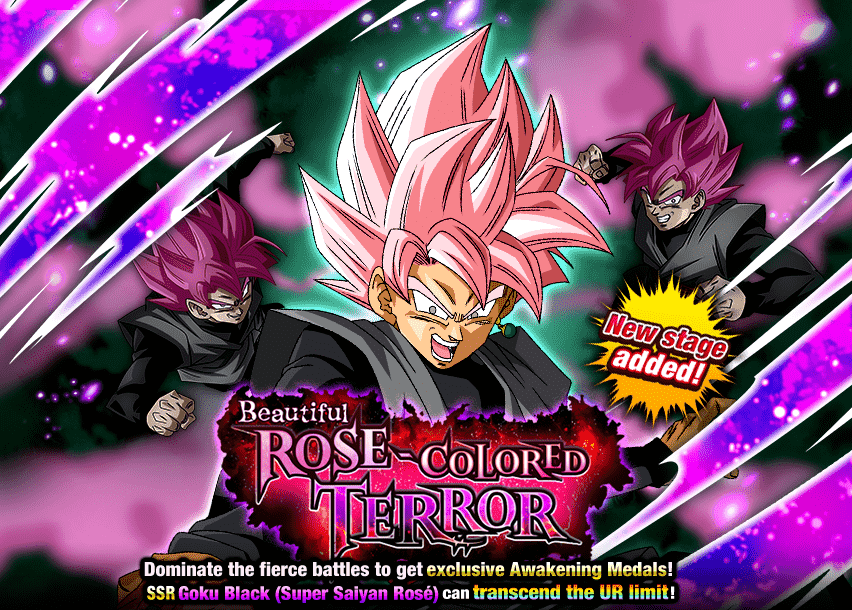 New stage
added!
Beautiful
ROSE-COLORED
TERROR
Dominate the fierce battles to get exclusive Awakening Medals!
SSR Goku Black (Super Saiyan Rosé) can transcend the UR limit!